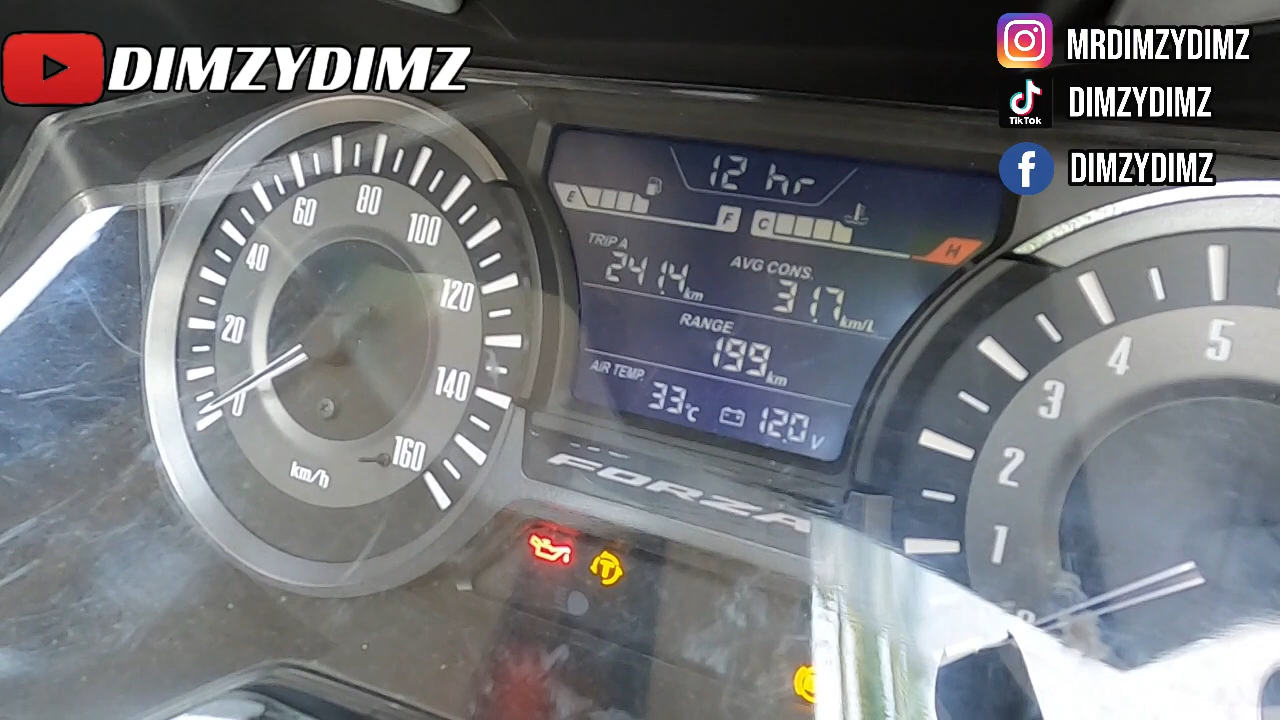 DIMZYDIMZ
MRDIMZYDIMZ
TikTok
DIMZYDIMZ
DIMZYDIMZ
12 hr
E
F
C
H
TRIP A
241.4 km
AVG CONS.
31.7 km/L
RANGE
199 km
AIR TEMP.
33°C
12.0 V
FORZA
0
20
40
60
80
100
120
140
160
km/h
1
2
3
4
5
T